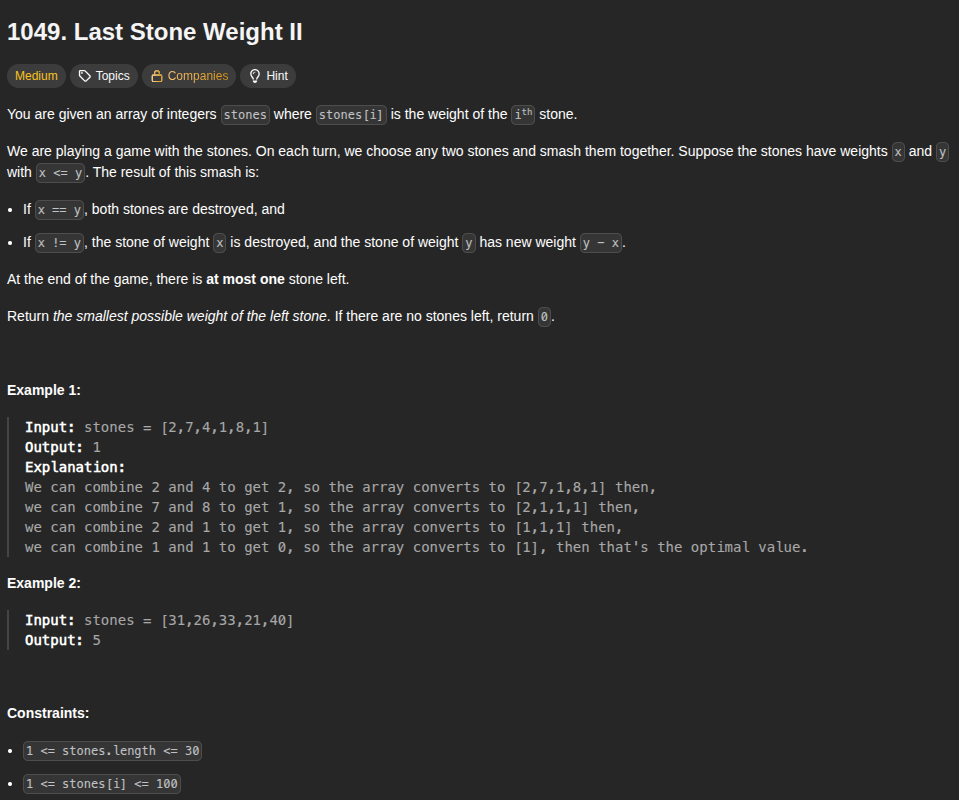 1049. Last Stone Weight II
Medium Topics Companies Hint
You are given an array of integers stones where stones[i] is the weight of the ith stone.
We are playing a game with the stones. On each turn, we choose any two stones and smash them together. Suppose the stones have weights x and y
with x <= y. The result of this smash is:
• If x == y, both stones are destroyed, and
• If x != y, the stone of weight x is destroyed, and the stone of weight y has new weight y - x.
At the end of the game, there is at most one stone left.
Return the smallest possible weight of the left stone. If there are no stones left, return 0.
Example 1:
Input: stones = [2,7,4,1,8,1]
Output: 1
Explanation:
We can combine 2 and 4 to get 2, so the array converts to [2,7,1,8,1] then,
we can combine 7 and 8 to get 1, so the array converts to [2,1,1,1] then,
we can combine 2 and 1 to get 1, so the array converts to [1,1,1] then,
we can combine 1 and 1 to get 0, so the array converts to [1], then that's the optimal value.
Example 2:
Input: stones = [31,26,33,21,40]
Output: 5
Constraints:
• 1 <= stones.length <= 30
• 1 <= stones[i] <= 100